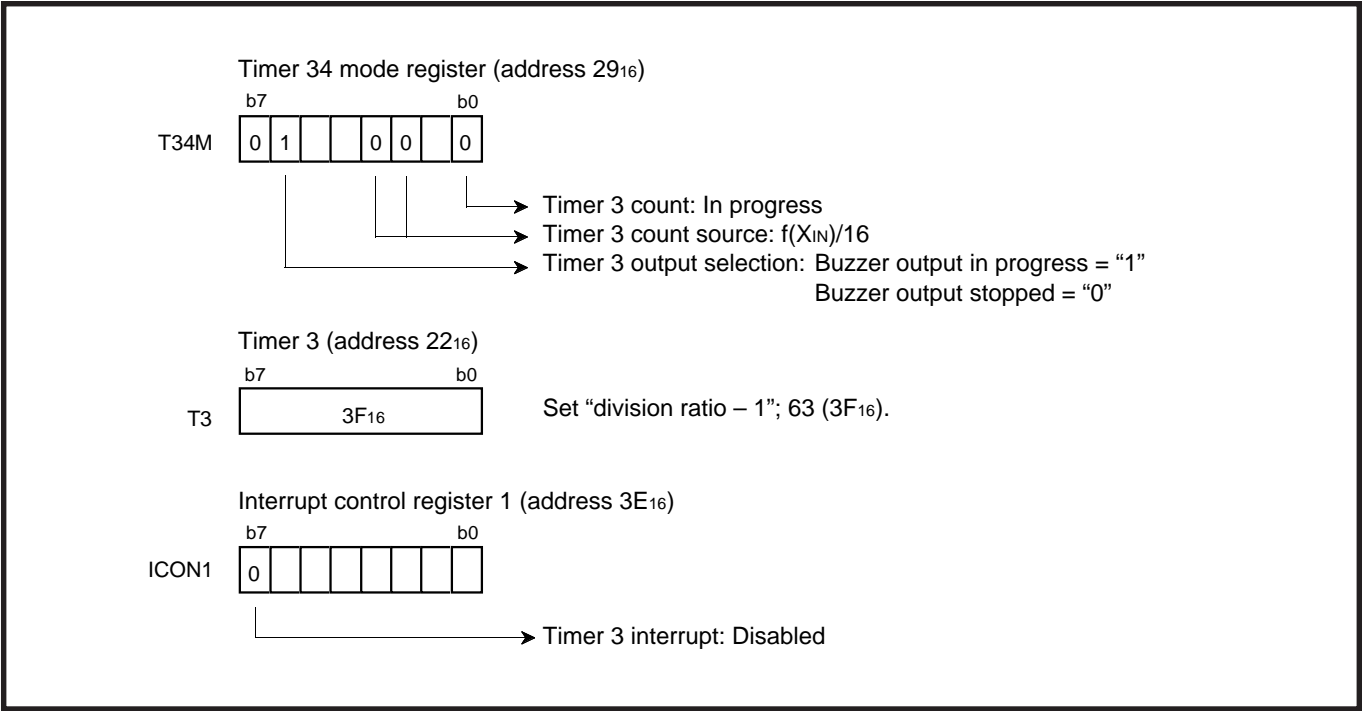 Timer 34 mode register (address 2916)
b7 b0
T34M 0 1 0 0 0
Timer 3 count: In progress
Timer 3 count source: f(XIN)/16
Timer 3 output selection: Buzzer output in progress = “1”
Buzzer output stopped = “0”
Timer 3 (address 2216)
b7 b0
T3 3F16 Set “division ratio – 1”; 63 (3F16).
Interrupt control register 1 (address 3E16)
b7 b0
ICON1 0
Timer 3 interrupt: Disabled